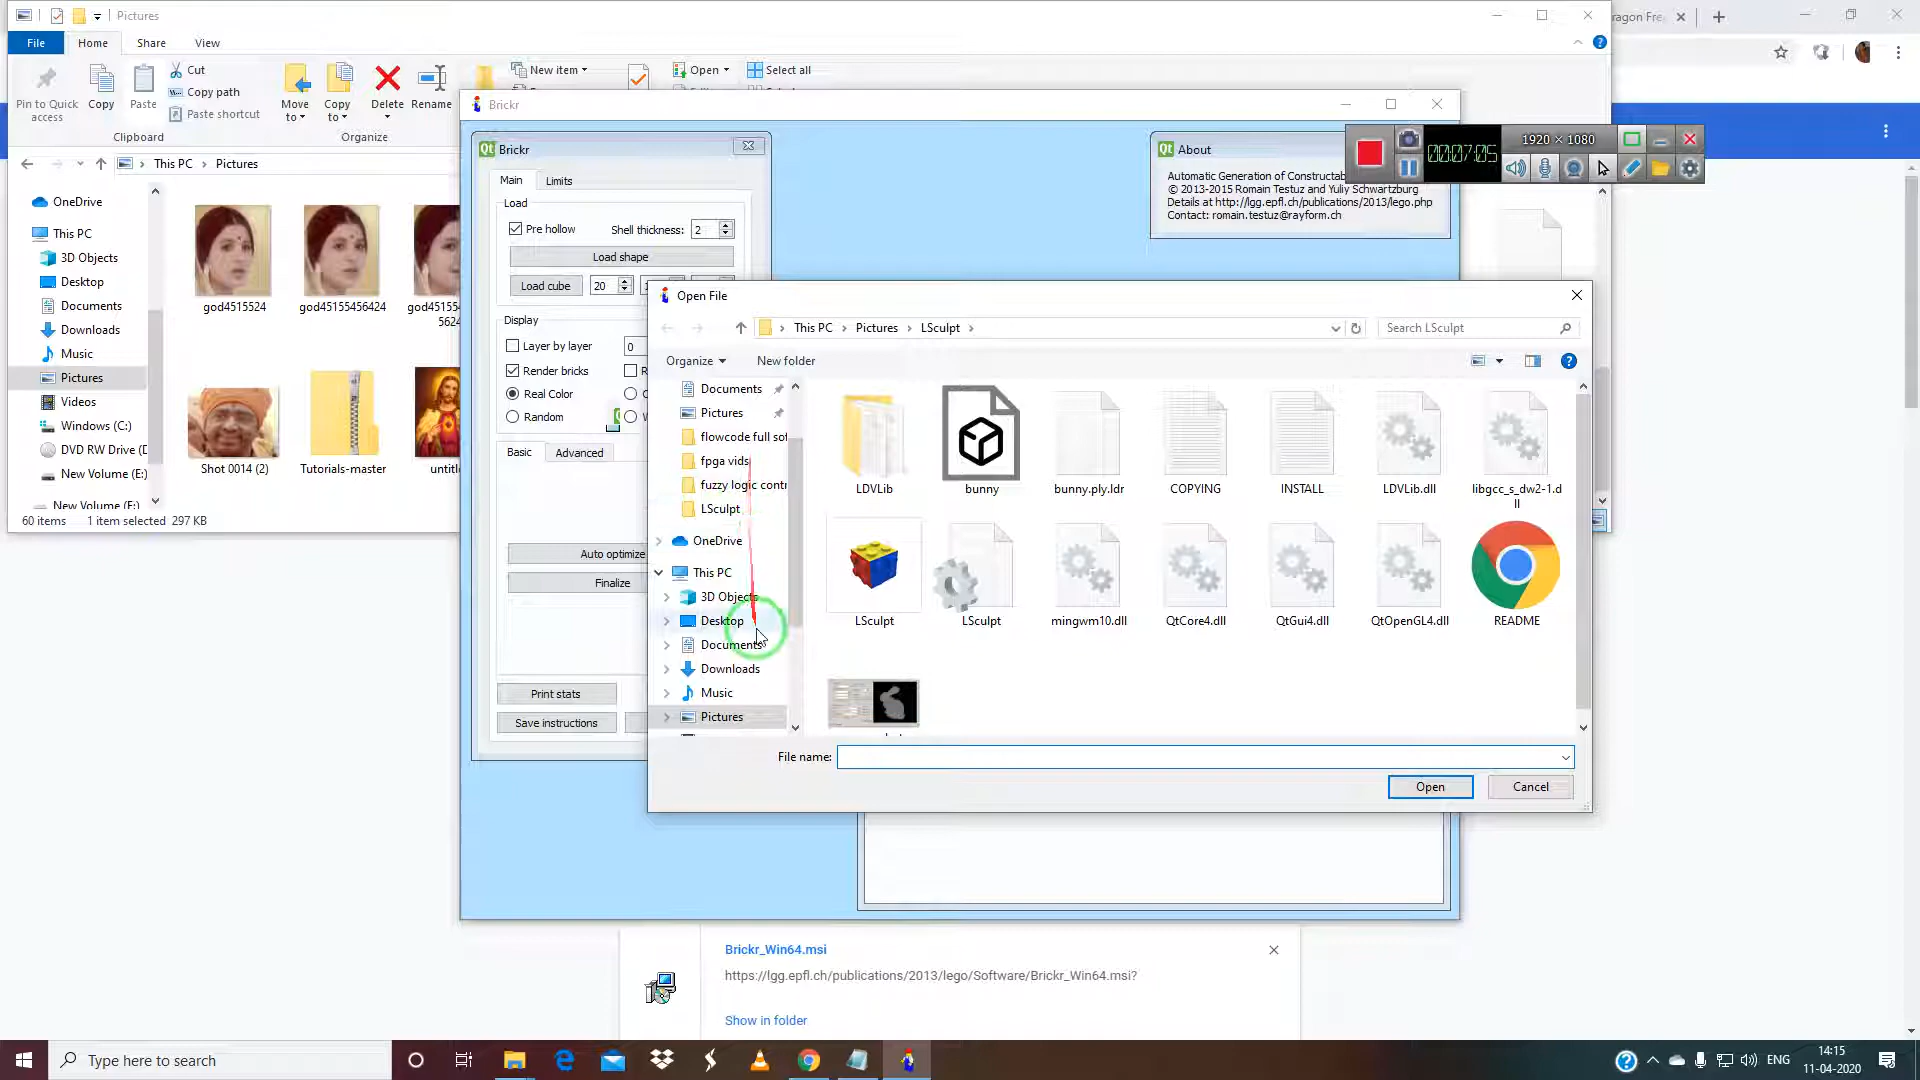 Pictures
File
Home
Share
View
Pin to Quick access
Copy
Paste
Cut
Copy path
Paste shortcut
Clipboard
Move to
Copy to
Delete
Rename
Organize
New item
Open
Select all
This PC
Pictures
OneDrive
This PC
3D Objects
Desktop
Documents
Downloads
Music
Pictures
Videos
Windows (C:)
DVD RW Drive (D
New Volume (E:)
New Volume (F:)
god4515524
god45155456424
Shot 0014 (2)
Tutorials-master
60 items
1 item selected 297 KB
Brickr
Brickr
Main
Limits
Load
Pre hollow
Shell thickness:
2
Load shape
Load cube
20
Display
Layer by layer
0
Render bricks
Real Color
Random
Basic
Advanced
Auto optimize
Finalize
Print stats
Save instructions
About
Automatic Generation of Constructab
© 2013-2015 Romain Testuz and Yuliy Schwartzburg
Details at http://lgg.epfl.ch/publications/2013/lego.php
Contact: romain.testuz@rayform.ch
1920 × 1080
00:07:05
ragon Fre
Open File
This PC
Pictures
LSculpt
Search LSculpt
Organize
New folder
Documents
Pictures
flowcode full sof
fpga vids
fuzzy logic contr
LSculpt
OneDrive
This PC
3D Objects
Desktop
Documents
Downloads
Music
Pictures
LDVLib
bunny
bunny.ply.ldr
COPYING
INSTALL
LDVLib.dll
libgcc_s_dw2-1.dll
LSculpt
LSculpt
mingwm10.dll
QtCore4.dll
QtGui4.dll
QtOpenGL4.dll
README
File name:
Open
Cancel
Brickr_Win64.msi
https://lgg.epfl.ch/publications/2013/lego/Software/Brickr_Win64.msi?
Show in folder
Type here to search
ENG
14:15
11-04-2020